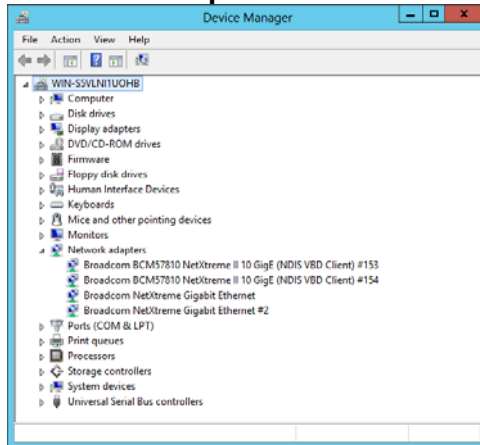 Device Manager
File Action View Help
WIN-S5VLNI1UOHB
Computer
Disk drives
Display adapters
DVD/CD-ROM drives
Firmware
Floppy disk drives
Human Interface Devices
Keyboards
Mice and other pointing devices
Monitors
Network adapters
Broadcom BCM57810 NetXtreme II 10 GigE (NDIS VBD Client) #153
Broadcom BCM57810 NetXtreme II 10 GigE (NDIS VBD Client) #154
Broadcom NetXtreme Gigabit Ethernet
Broadcom NetXtreme Gigabit Ethernet #2
Ports (COM & LPT)
Print queues
Processors
Storage controllers
System devices
Universal Serial Bus controllers